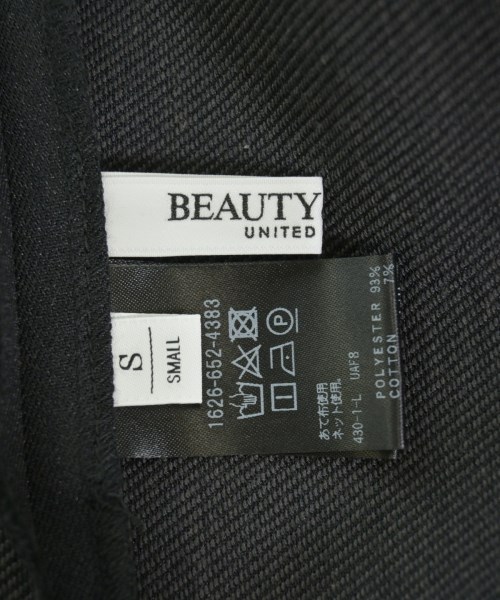 BEAUTY
UNITED
S
SMALL
1626-652-4383
あて布使用
ネット使用。
430-1-L UAF8
POLYESTER 93%
COTTON 7%